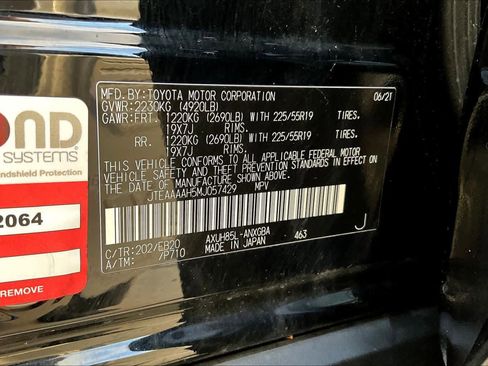 MFD.BY:TOYOTA MOTOR CORPORATION 06/21
GVWR:2230KG (4920LB)
GAWR:FRT. 1220KG (2690LB) WITH 225/55R19 TIRES.
19X7J RIMS.
RR. 1220KG (2690LB) WITH 225/55R19 TIRES.
19X7J RIMS.
THIS VEHICLE CONFORMS TO ALL APPLICABLE FEDERAL MOTOR
VEHICLE SAFETY AND THEFT PREVENTION STANDARDS IN EFFECT ON
THE DATE OF MANUFACTURE SHOWN ABOVE.
JTEAAAAH5MJ057429 MPV
C/TR:202/EB20 AXUH85L-ANXGBA 463 J
A/TM: 7P710 MADE IN JAPAN
OND
SYSTEMS
indshield Protection
2064
REMOVE